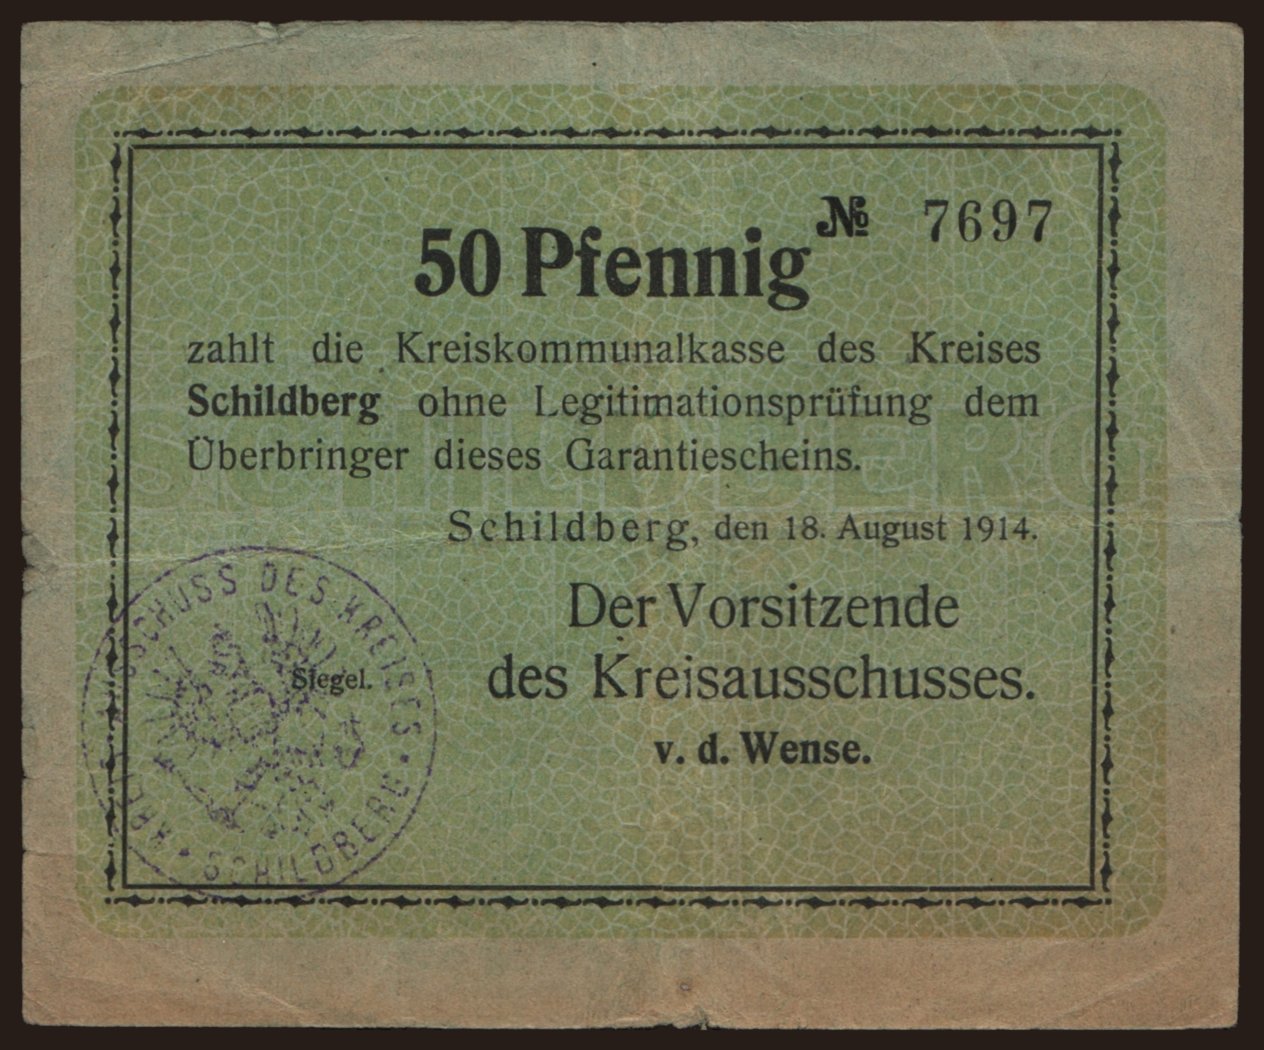 № 7697
50 Pfennig
zahlt die Kreiskommunalkasse des Kreises
Schildberg ohne Legitimationsprüfung dem
Überbringer dieses Garantiescheins.
SCHILDBERG
Schildberg, den 18. August 1914.
Der Vorsitzende
des Kreisausschusses.
v. d. Wense.
Siegel.
DES KREISES
SCHILDBERG